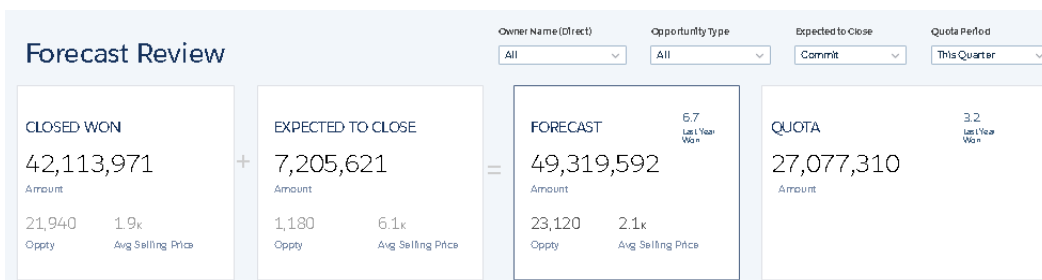 Forecast Review
Owner Name (Direct)
All
Opportunity Type
All
Expected to Close
Commit
Quota Period
This Quarter
CLOSED WON
42,113,971
Amount
21,940
Oppty
1.9K
Avg Selling Price
+
EXPECTED TO CLOSE
7,205,621
Amount
1,180
Oppty
6.1K
Avg Selling Price
=
FORECAST
6.7
Last Year
Won
49,319,592
Amount
23,120
Oppty
2.1K
Avg Selling Price
QUOTA
3.2
Last Year
Won
27,077,310
Amount